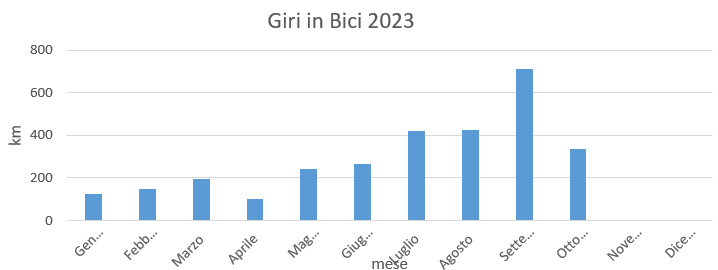 Giri in Bici 2023
800
600
400
200
0
km
Gen...
Febb...
Marzo
Aprile
Mag...
Giug...
Luglio
Agosto
Sette...
Otto...
Nove...
Dice...
mese